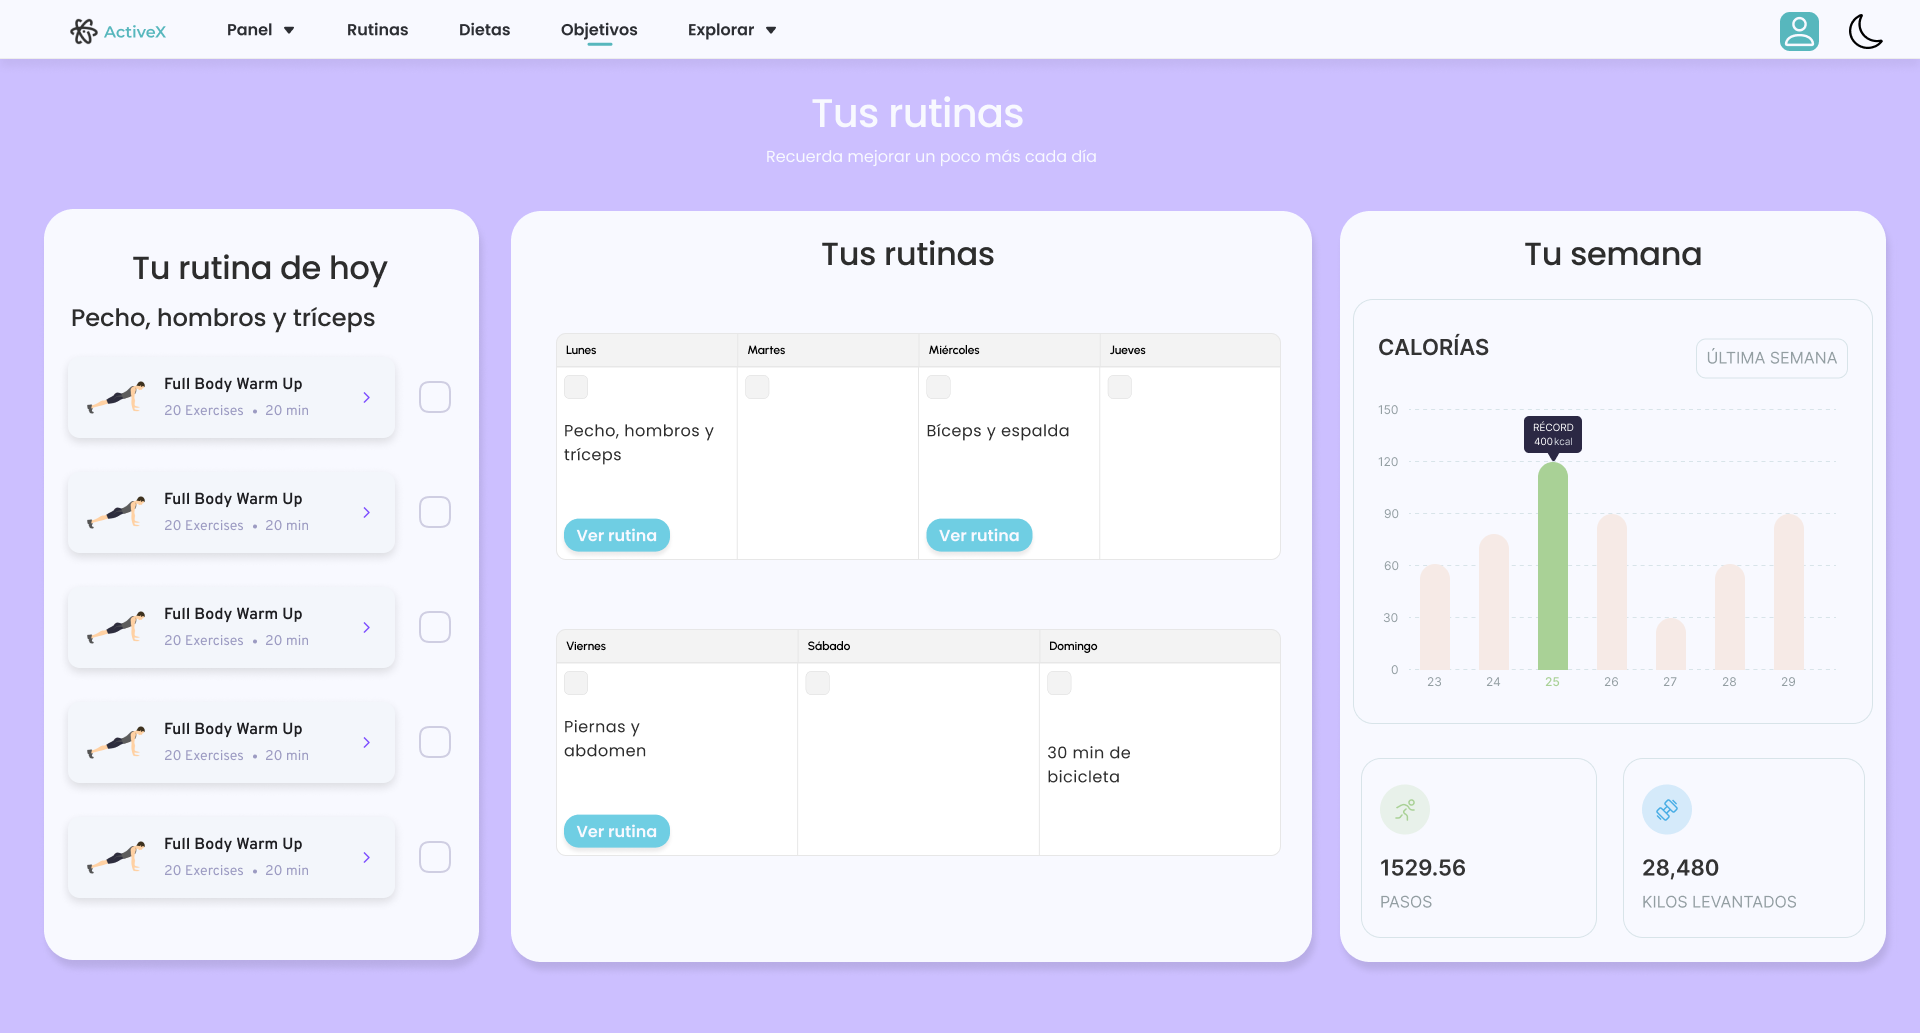 ActiveX
Panel
Rutinas
Dietas
Objetivos
Explorar
Tus rutinas
Recuerda mejorar un poco más cada día
Tu rutina de hoy
Pecho, hombros y tríceps
Full Body Warm Up
20 Exercises • 20 min
Full Body Warm Up
20 Exercises • 20 min
Full Body Warm Up
20 Exercises • 20 min
Full Body Warm Up
20 Exercises • 20 min
Full Body Warm Up
20 Exercises • 20 min
Tus rutinas
Lunes
Martes
Miércoles
Jueves
Pecho, hombros y
tríceps
Bíceps y espalda
Ver rutina
Ver rutina
Viernes
Sábado
Domingo
Piernas y
abdomen
30 min de
bicicleta
Ver rutina
Tu semana
CALORÍAS
ÚLTIMA SEMANA
150
120
90
60
30
0
RÉCORD
400 kcal
23
24
25
26
27
28
29
1529.56
PASOS
28,480
KILOS LEVANTADOS